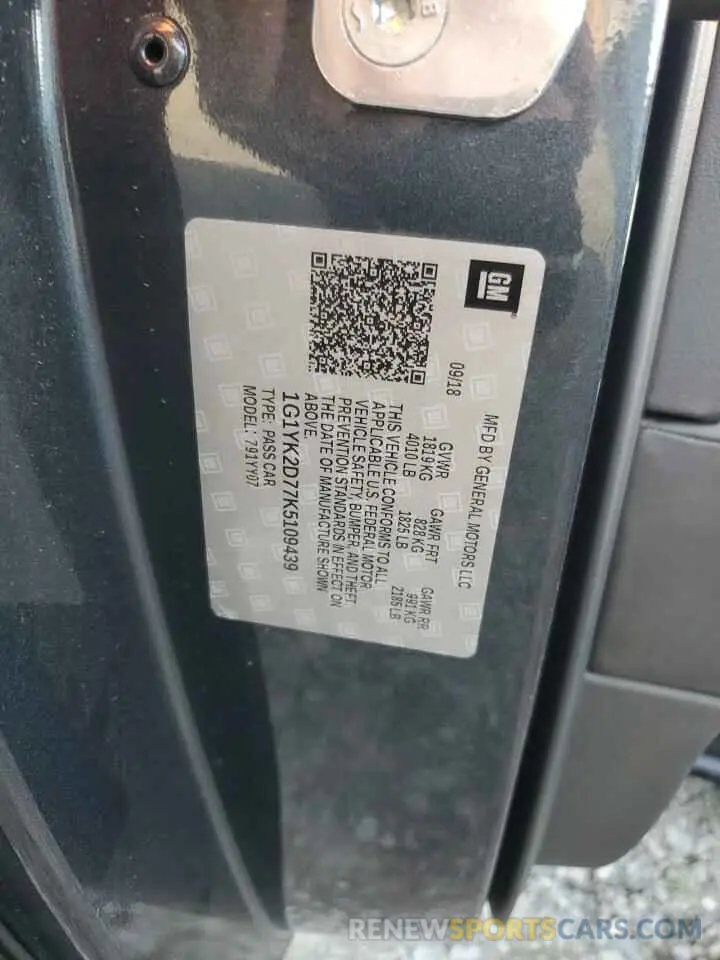 GM
MFD BY GENERAL MOTORS LLC
09/18
GVWR GAWR FRT GAWR RR
1819 KG 828 KG 991 KG
4010 LB 1825 LB 2185 LB
THIS VEHICLE CONFORMS TO ALL
APPLICABLE U.S. FEDERAL MOTOR
VEHICLE SAFETY, BUMPER, AND THEFT
PREVENTION STANDARDS IN EFFECT ON
THE DATE OF MANUFACTURE SHOWN
ABOVE.
1G1YK2D77K5109439
TYPE: PASS CAR
MODEL: 791YY07
RENEWSPORTSCARS.COM